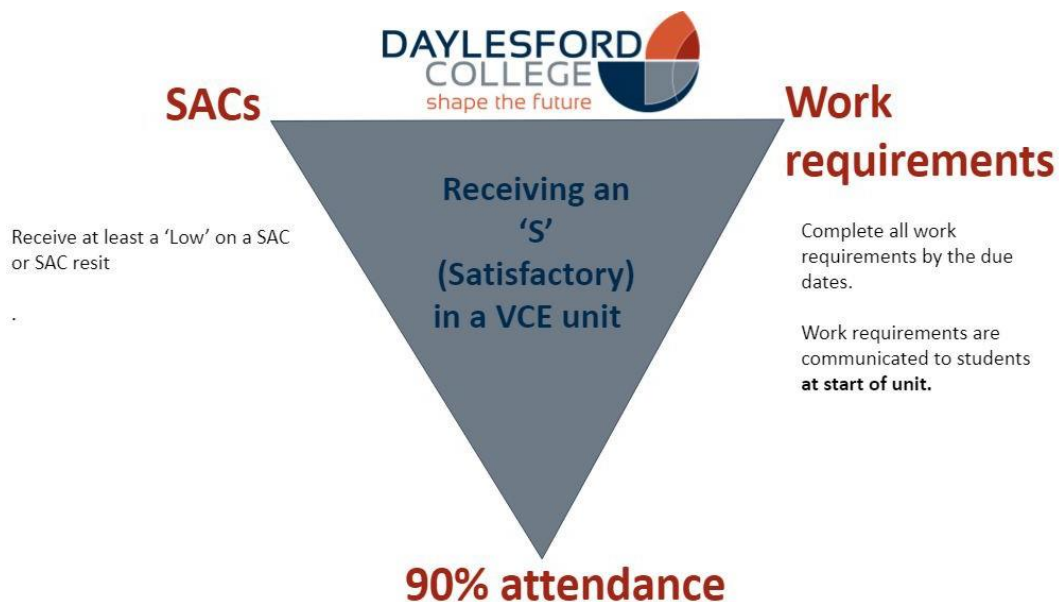 DAYLESFORD
COLLEGE
shape the future
SACs
Work
requirements
Receiving an
‘S’
(Satisfactory)
in a VCE unit
Receive at least a ‘Low’ on a SAC
or SAC resit
.
Complete all work
requirements by the due
dates.
Work requirements are
communicated to students
at start of unit.
90% attendance